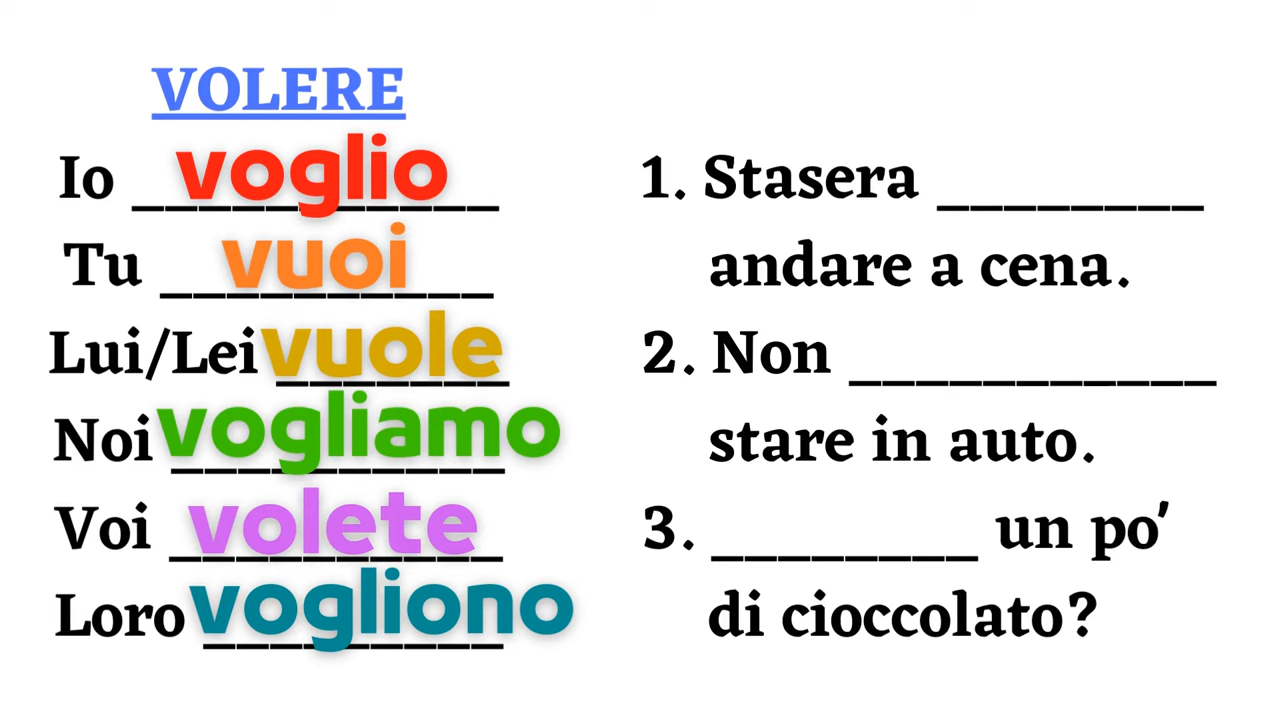 VOLERE
Io voglio
Tu vuoi
Lui/Lei vuole
Noi vogliamo
Voi volete
Loro vogliono
1. Stasera ________
andare a cena.
2. Non ___________
stare in auto.
3. ________ un po'
di cioccolato?